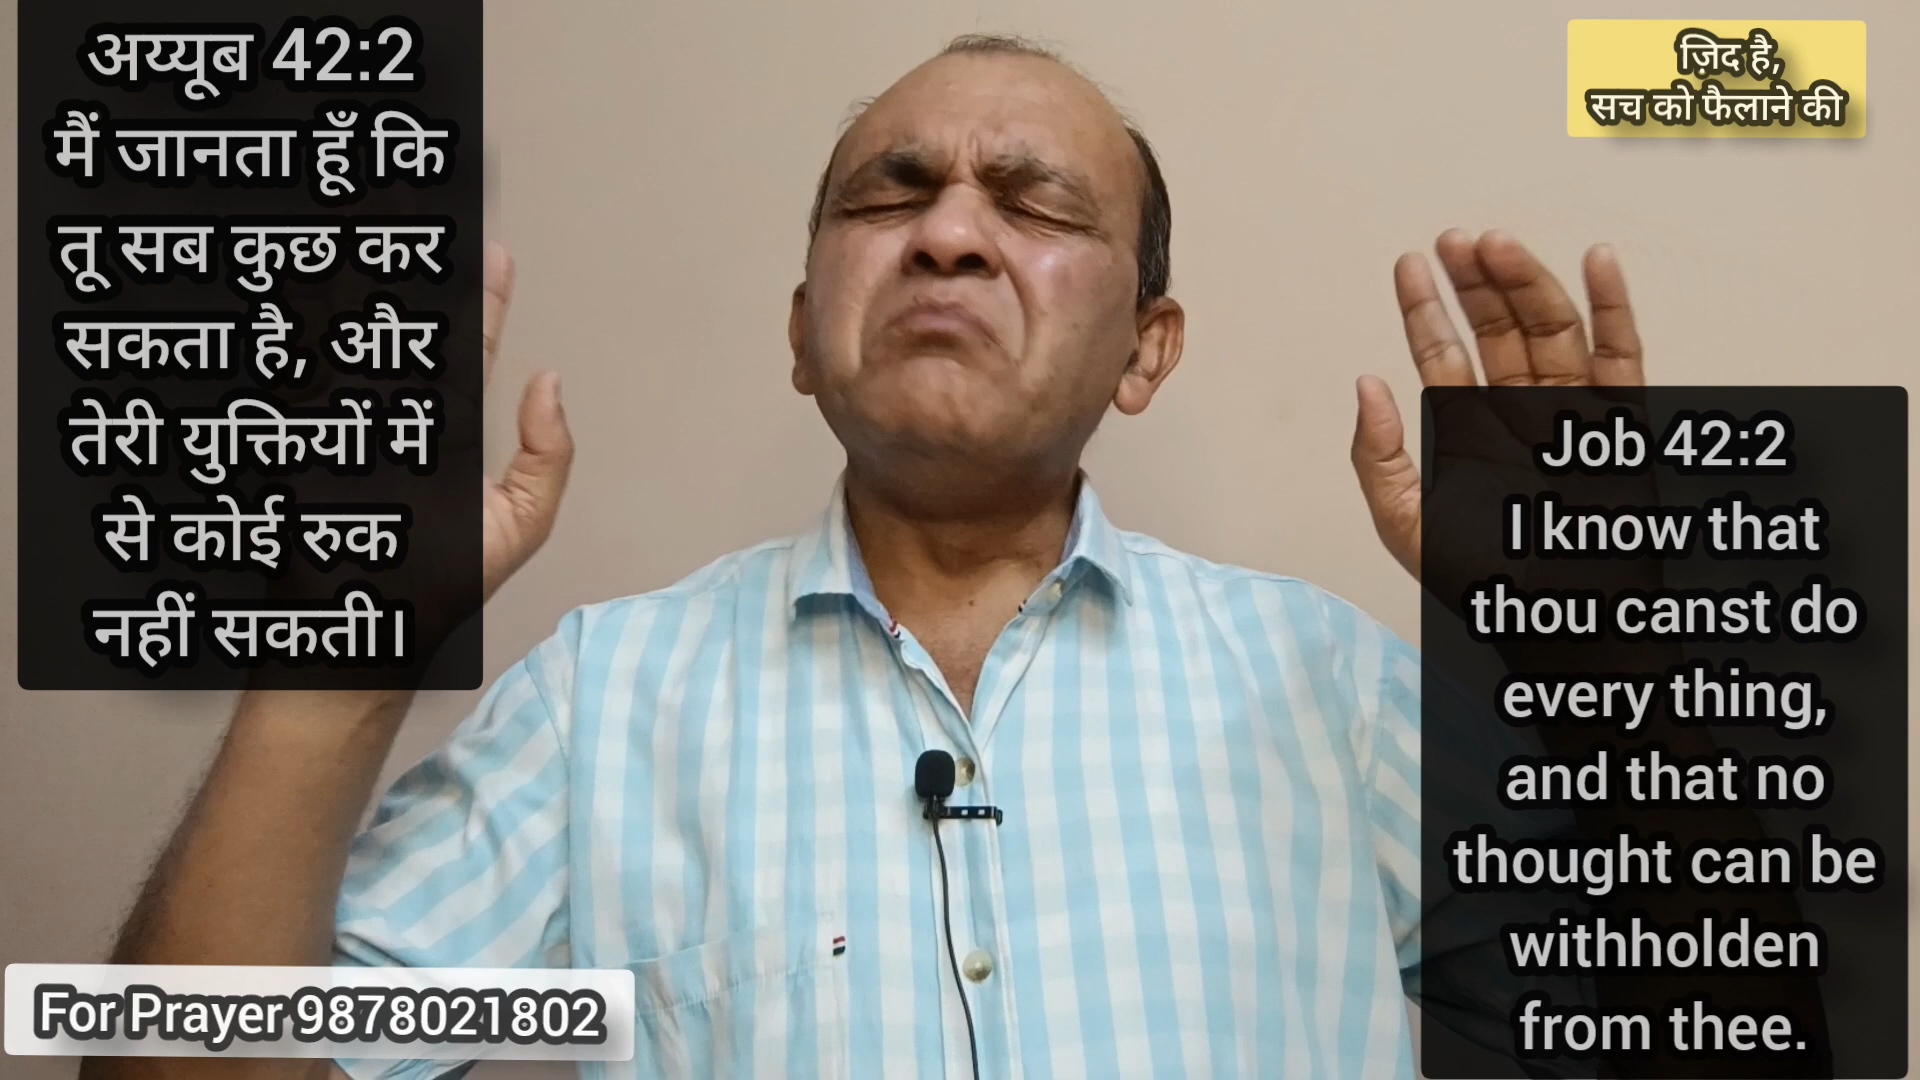 अय्यूब 42:2
मैं जानता हूँ कि
तू सब कुछ कर
सकता है, और
तेरी युक्तियों में
से कोई रुक
नहीं सकती।
ज़िद है,
सच को फैलाने की
Job 42:2
I know that
thou canst do
every thing,
and that no
thought can be
withholden
from thee.
For Prayer 9878021802